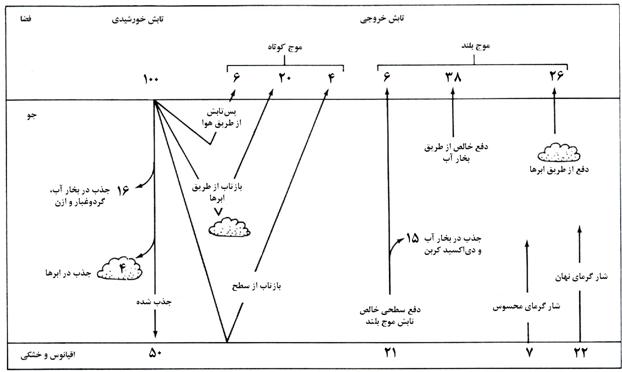 فضا
تابش خورشیدی
تابش خروجی
موج کوتاه
موج بلند
۱۰۰
۶
۲۰
۴
۶
۳۸
۲۶
جو
پس‌تابش
از طریق هوا
دفع خالص از طریق
بخار آب
دفع از طریق ابرها
جذب در بخار آب،
گردوغبار و ازن
۱۶
بازتاب از طریق
ابرها
۱۵
جذب در بخار آب
و دی‌اکسید کربن
۴
جذب در ابرها
بازتاب از سطح
شار گرمای نهان
جذب شده
دفع سطحی خالص
تابش موج بلند
شار گرمای محسوس
اقیانوس و خشکی
۵۰
۲۱
۷
۲۲